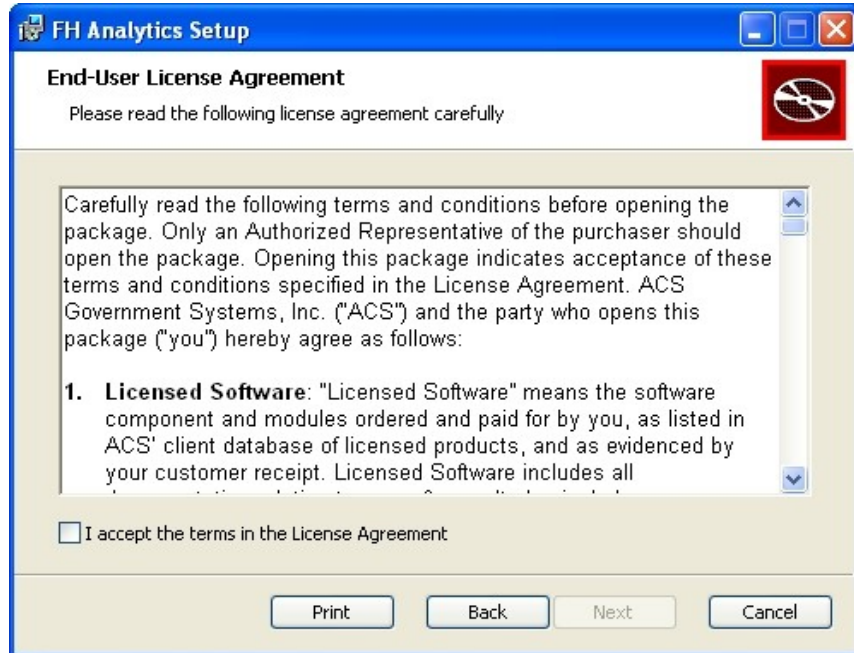 FH Analytics Setup
End-User License Agreement
Please read the following license agreement carefully
Carefully read the following terms and conditions before opening the
package. Only an Authorized Representative of the purchaser should
open the package. Opening this package indicates acceptance of these
terms and conditions specified in the License Agreement. ACS
Government Systems, Inc. ("ACS") and the party who opens this
package ("you") hereby agree as follows:
1. Licensed Software: "Licensed Software" means the software
component and modules ordered and paid for by you, as listed in
ACS' client database of licensed products, and as evidenced by
your customer receipt. Licensed Software includes all
I accept the terms in the License Agreement
Print
Back
Next
Cancel